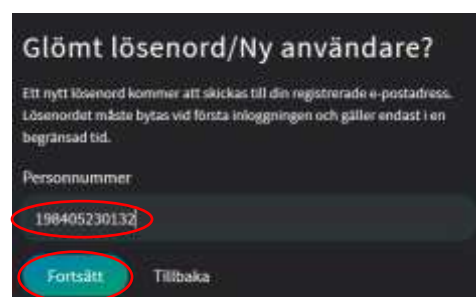 Glömt lösenord/Ny användare?
Ett nytt lösenord kommer att skickas till din registrerade e-postadress.
Lösenordet måste bytas vid första inloggningen och gäller endast i en
begränsad tid.
Personnummer
198405230132
Fortsätt Tillbaka